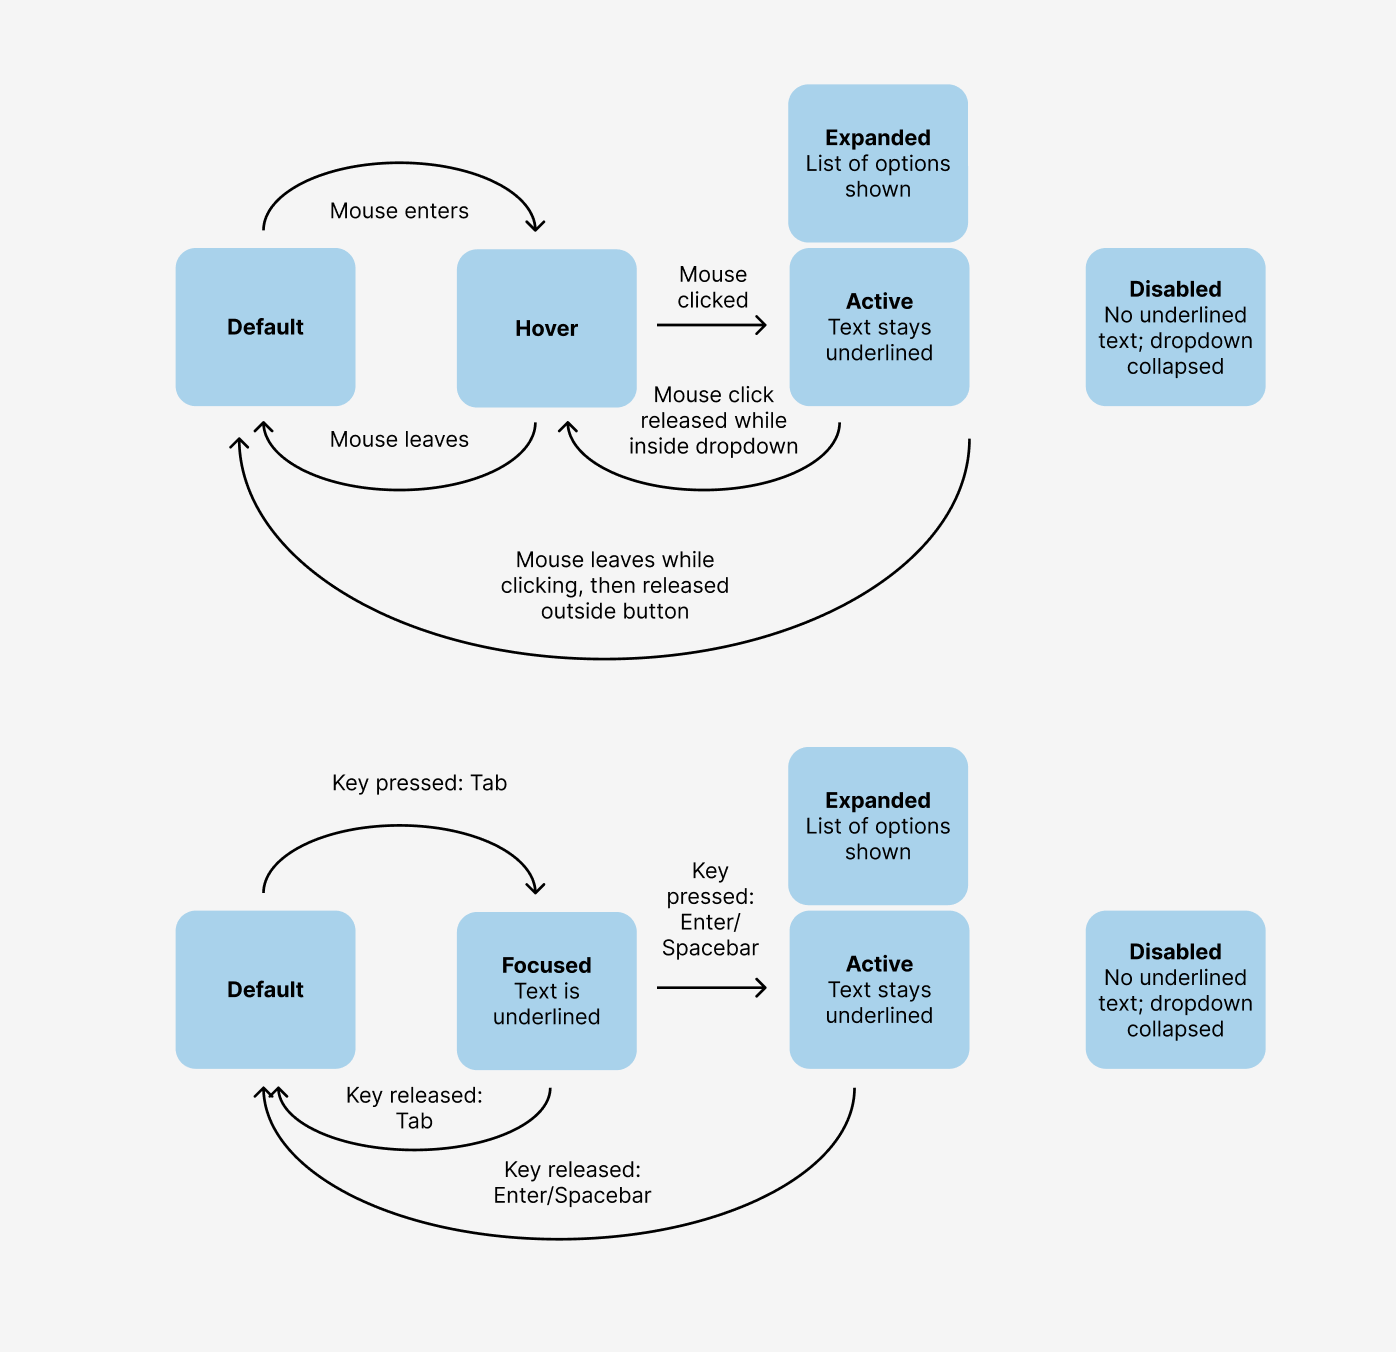 Expanded
List of options
shown
Mouse enters
Default
Hover
Mouse
clicked
Active
Text stays
underlined
Disabled
No underlined
text; dropdown
collapsed
Mouse leaves
Mouse click
released while
inside dropdown
Mouse leaves while
clicking, then released
outside button
Key pressed: Tab
Expanded
List of options
shown
Default
Focused
Text is
underlined
Key
pressed:
Enter/
Spacebar
Active
Text stays
underlined
Disabled
No underlined
text; dropdown
collapsed
Key released:
Tab
Key released:
Enter/Spacebar